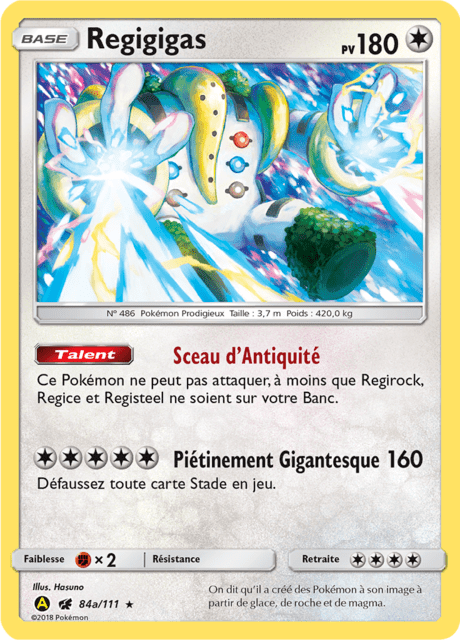 BASE
Regigigas
PV 180
N° 486 Pokémon Prodigieux Taille : 3,7 m Poids : 420,0 kg
Talent Sceau d'Antiquité
Ce Pokémon ne peut pas attaquer, à moins que Regirock,
Regice et Registeel ne soient sur votre Banc.
Piétinement Gigantesque 160
Défaussez toute carte Stade en jeu.
Faiblesse × 2 Résistance Retraite
Illus. Hasuno
A 84a/111 ★
©2018 Pokémon
On dit qu'il a créé des Pokémon à son image à
partir de glace, de roche et de magma.